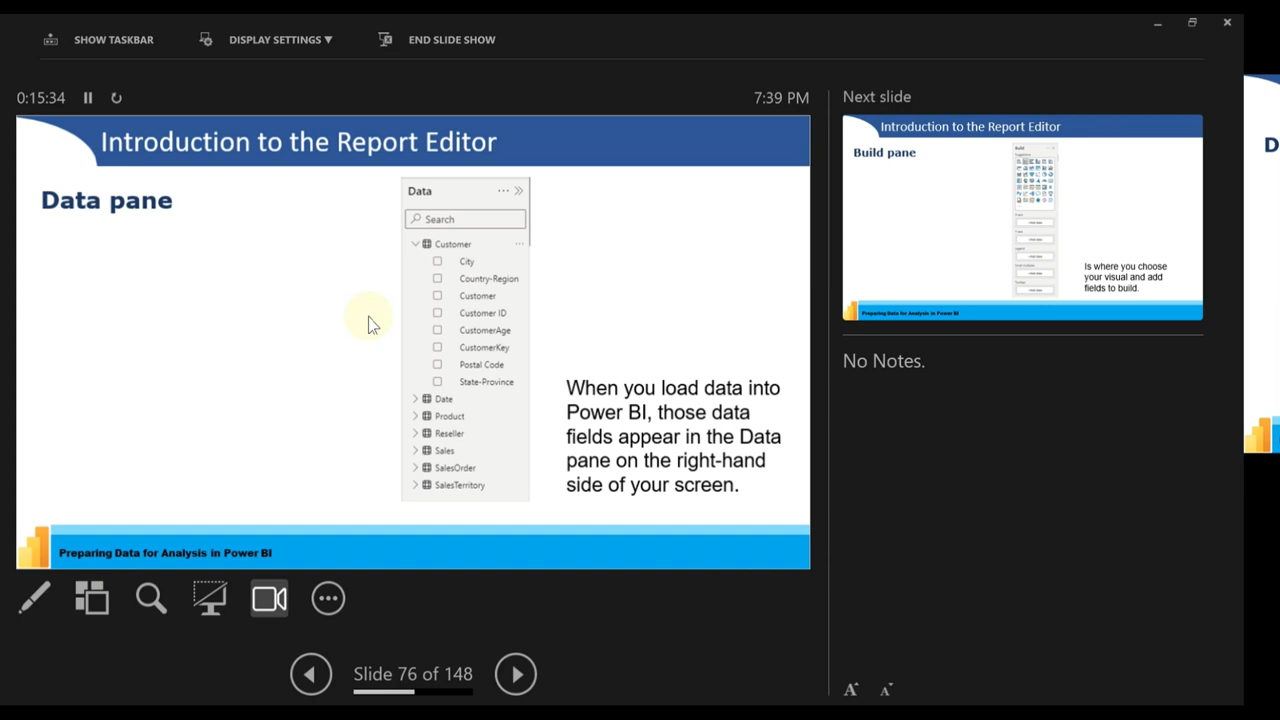 SHOW TASKBAR
DISPLAY SETTINGS ▼
END SLIDE SHOW
0:15:34
7:39 PM
Introduction to the Report Editor
Data pane
Data
Search
Customer
City
Country-Region
Customer
Customer ID
CustomerAge
CustomerKey
Postal Code
State-Province
Date
Product
Reseller
Sales
SalesOrder
SalesTerritory
When you load data into
Power BI, those data
fields appear in the Data
pane on the right-hand
side of your screen.
Preparing Data for Analysis in Power BI
Slide 76 of 148
Next slide
Introduction to the Report Editor
Build pane
Build
Is where you choose
your visual and add
fields to build.
Preparing Data for Analysis in Power BI
No Notes.
A
A
D